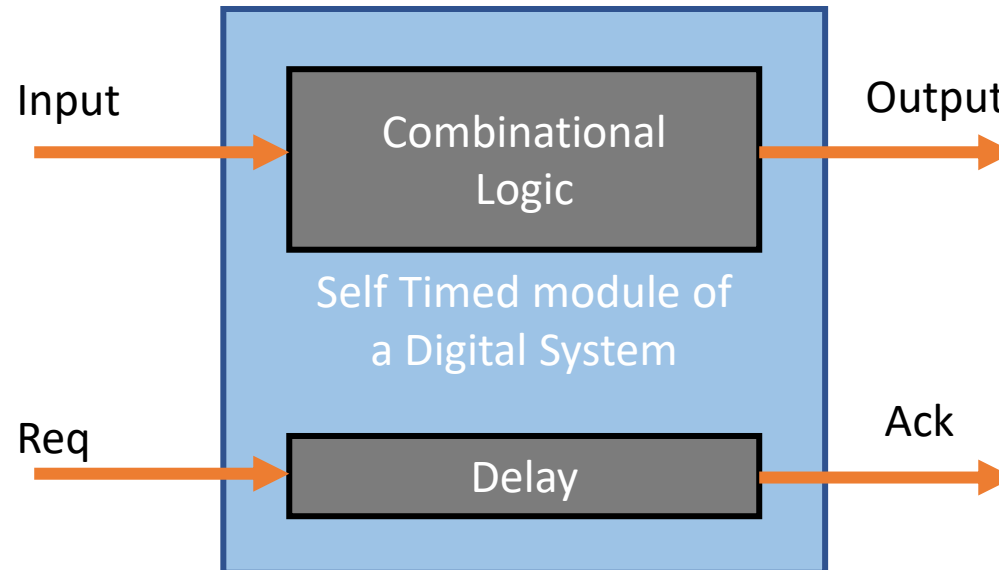 Input
Output
Combinational
Logic
Self Timed module of
a Digital System
Req
Ack
Delay